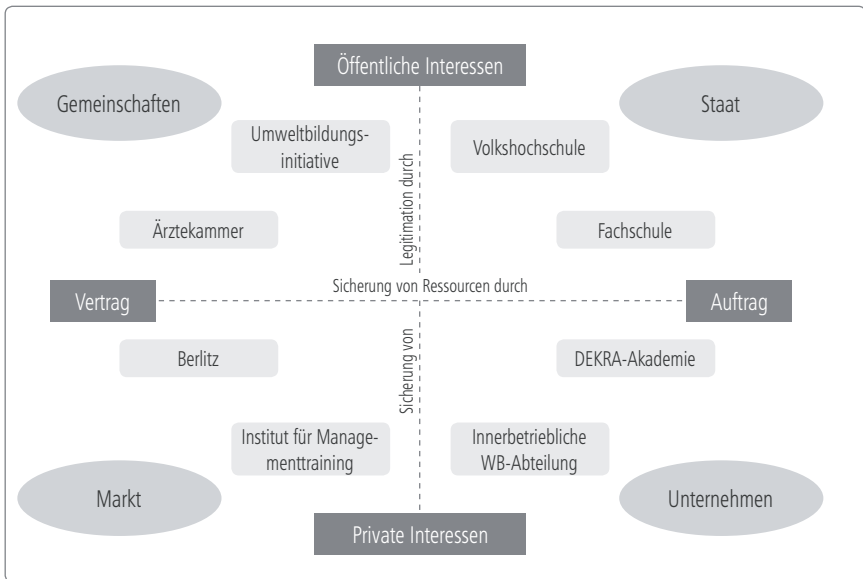 Öffentliche Interessen
Gemeinschaften
Staat
Umweltbildungs-
initiative
Volkshochschule
Legitimation durch
Ärztekammer
Fachschule
Sicherung von Ressourcen durch
Vertrag
Auftrag
Sicherung von
Berlitz
DEKRA-Akademie
Institut für Manage-
menttraining
Innerbetriebliche
WB-Abteilung
Markt
Unternehmen
Private Interessen